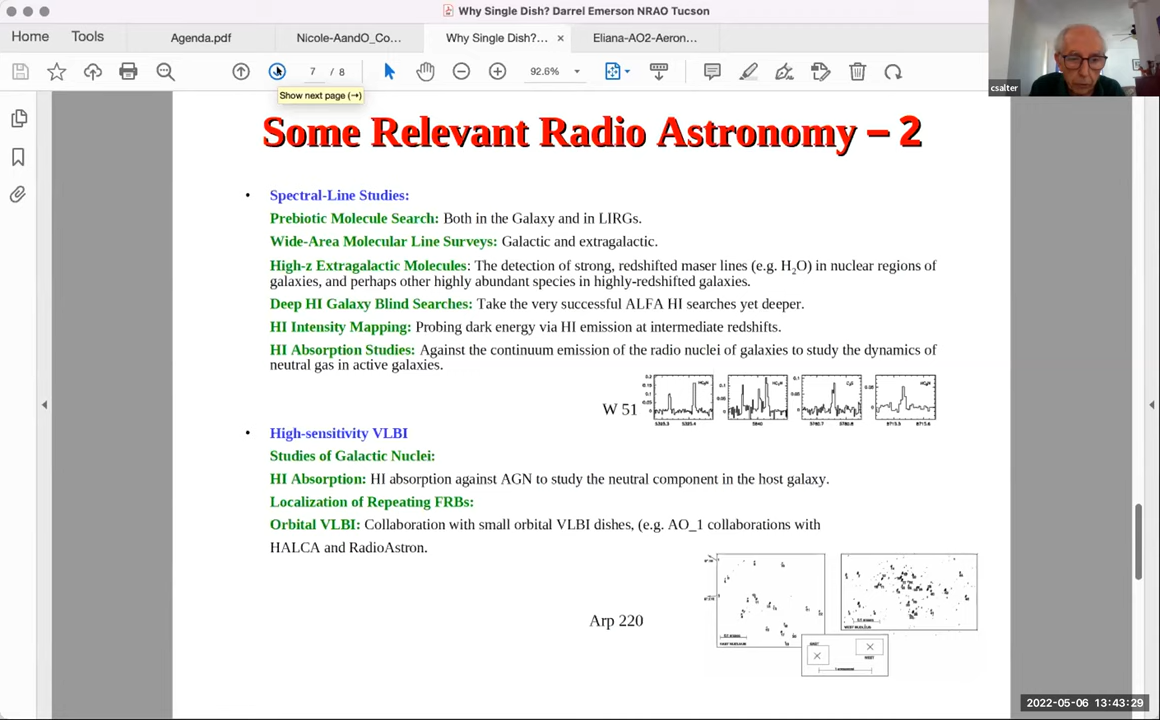 Why Single Dish? Darrel Emerson NRAO Tucson
Home
Tools
Agenda.pdf
Nicole-AandO_Co...
Why Single Dish?...
×
Eliana-AO2-Aeron...
7 / 8
92.6%
Show next page (→)
csalter
Some Relevant Radio Astronomy – 2
• Spectral-Line Studies:
Prebiotic Molecule Search: Both in the Galaxy and in LIRGs.
Wide-Area Molecular Line Surveys: Galactic and extragalactic.
High-z Extragalactic Molecules: The detection of strong, redshifted maser lines (e.g. H₂O) in nuclear regions of
galaxies, and perhaps other highly abundant species in highly-redshifted galaxies.
Deep HI Galaxy Blind Searches: Take the very successful ALFA HI searches yet deeper.
HI Intensity Mapping: Probing dark energy via HI emission at intermediate redshifts.
HI Absorption Studies: Against the continuum emission of the radio nuclei of galaxies to study the dynamics of
neutral gas in active galaxies.
W 51
• High-sensitivity VLBI
Studies of Galactic Nuclei:
HI Absorption: HI absorption against AGN to study the neutral component in the host galaxy.
Localization of Repeating FRBs:
Orbital VLBI: Collaboration with small orbital VLBI dishes, (e.g. AO_1 collaborations with
HALCA and RadioAstron.
Arp 220
2022-05-06 13:43:29